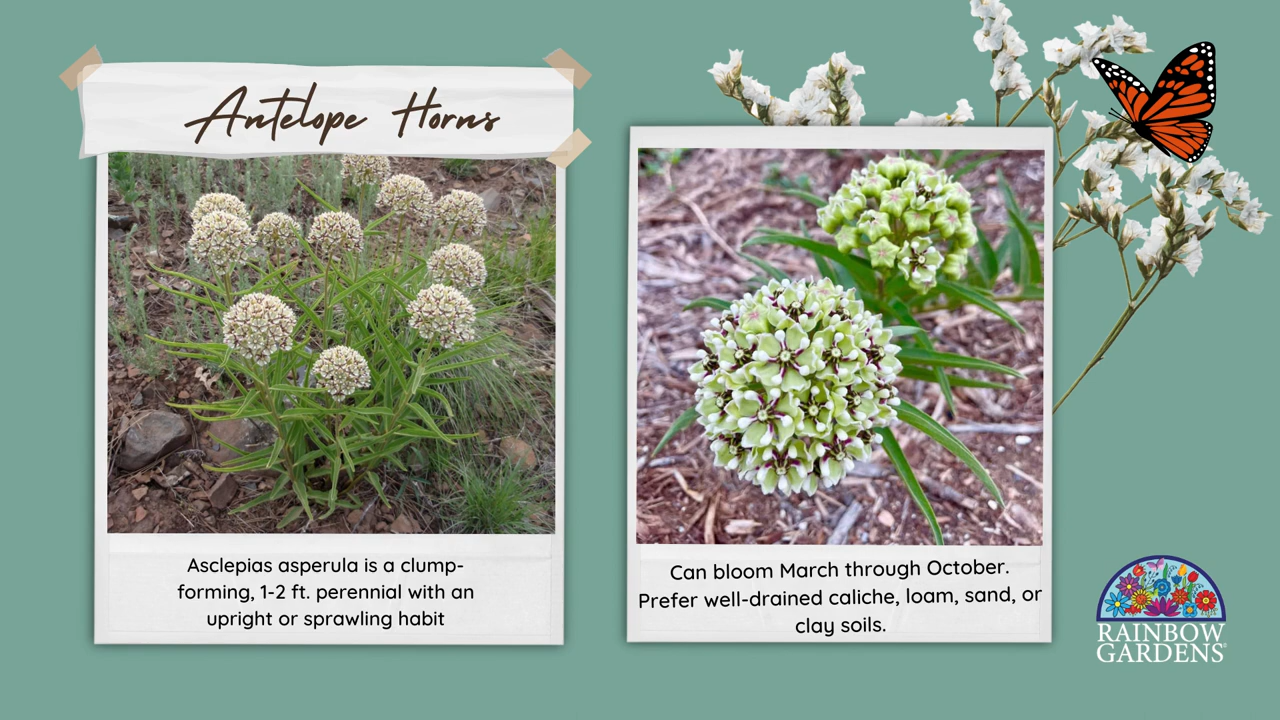 Antelope Horns
Asclepias asperula is a clump-
forming, 1-2 ft. perennial with an
upright or sprawling habit
Can bloom March through October.
Prefer well-drained caliche, loam, sand, or
clay soils.
RAINBOW
GARDENS